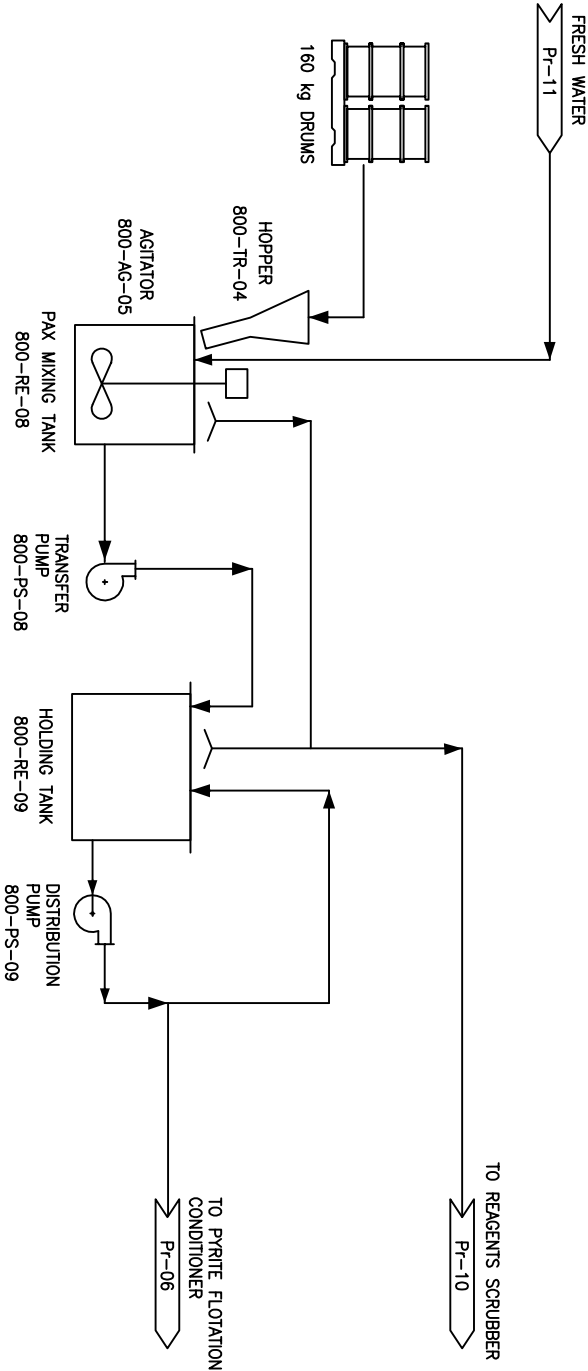 FRESH WATER
Pr-11
160 kg DRUMS
HOPPER
800-TR-04
AGITATOR
800-AG-05
PAX MIXING TANK
800-RE-08
TRANSFER
PUMP
800-PS-08
HOLDING TANK
800-RE-09
DISTRIBUTION
PUMP
800-PS-09
TO REAGENTS SCRUBBER
Pr-10
TO PYRITE FLOTATION
CONDITIONER
Pr-06